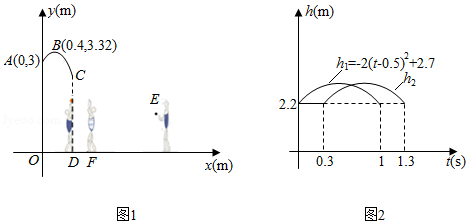 y(m)
B(0.4,3.32)
A(0,3)
C
E
O
D
F
x(m)
图1
h(m)
h₁=-2(t-0.5)²+2.7
h₂
2.2
O
0.3
1
1.3
t(s)
图2